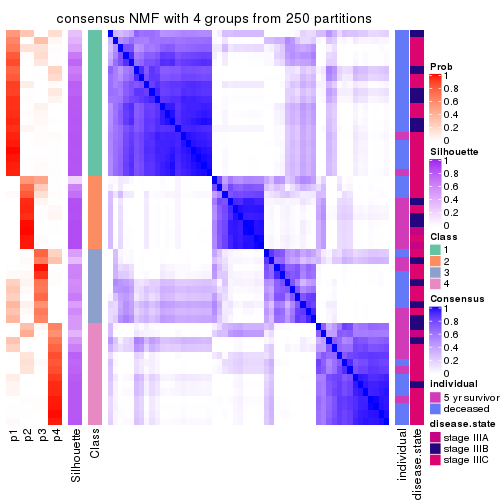 consensus NMF with 4 groups from 250 partitions
Prob
1
0.8
0.6
0.4
0.2
0
Silhouette
1
0.8
0.6
0.4
0.2
0
Class
1
2
3
4
Consensus
1
0.8
0.6
0.4
0.2
0
individual
5 yr survivor
deceased
disease.state
stage IIIA
stage IIIB
stage IIIC
p1
p2
p3
p4
Silhouette
Class
individual
disease.state